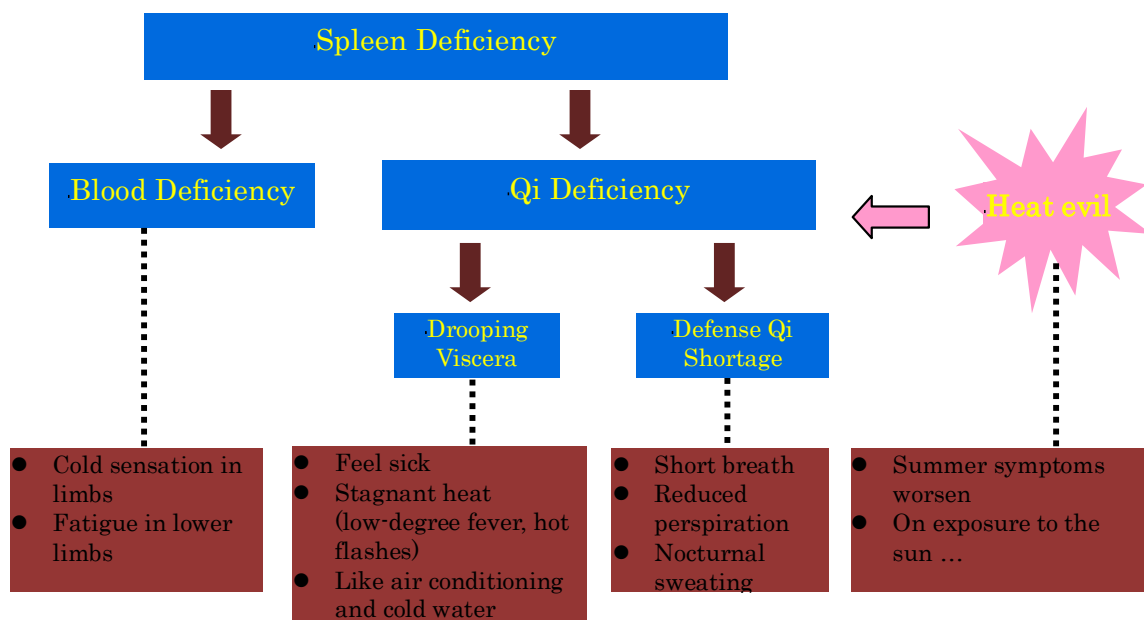 Spleen Deficiency
Blood Deficiency
Qi Deficiency
Heat evil
Drooping
Viscera
Defense Qi
Shortage
● Cold sensation in
limbs
● Fatigue in lower
limbs
● Feel sick
● Stagnant heat
(low-degree fever, hot
flashes)
● Like air conditioning
and cold water
● Short breath
● Reduced
perspiration
● Nocturnal
sweating
● Summer symptoms
worsen
● On exposure to the
sun …